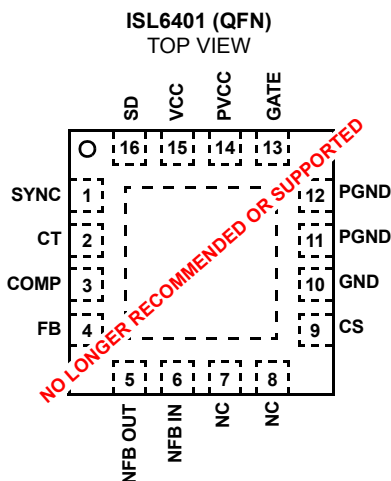 ISL6401 (QFN)
TOP VIEW
SD VCC PVCC GATE
16 15 14 13
SYNC 1
CT 2
COMP 3
FB 4
12 PGND
11 PGND
10 GND
9 CS
5 6 7 8
NFB OUT NFB IN NC NC
NO LONGER RECOMMENDED OR SUPPORTED